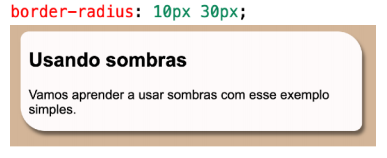 border-radius: 10px 30px;
Usando sombras
Vamos aprender a usar sombras com esse exemplo
simples.